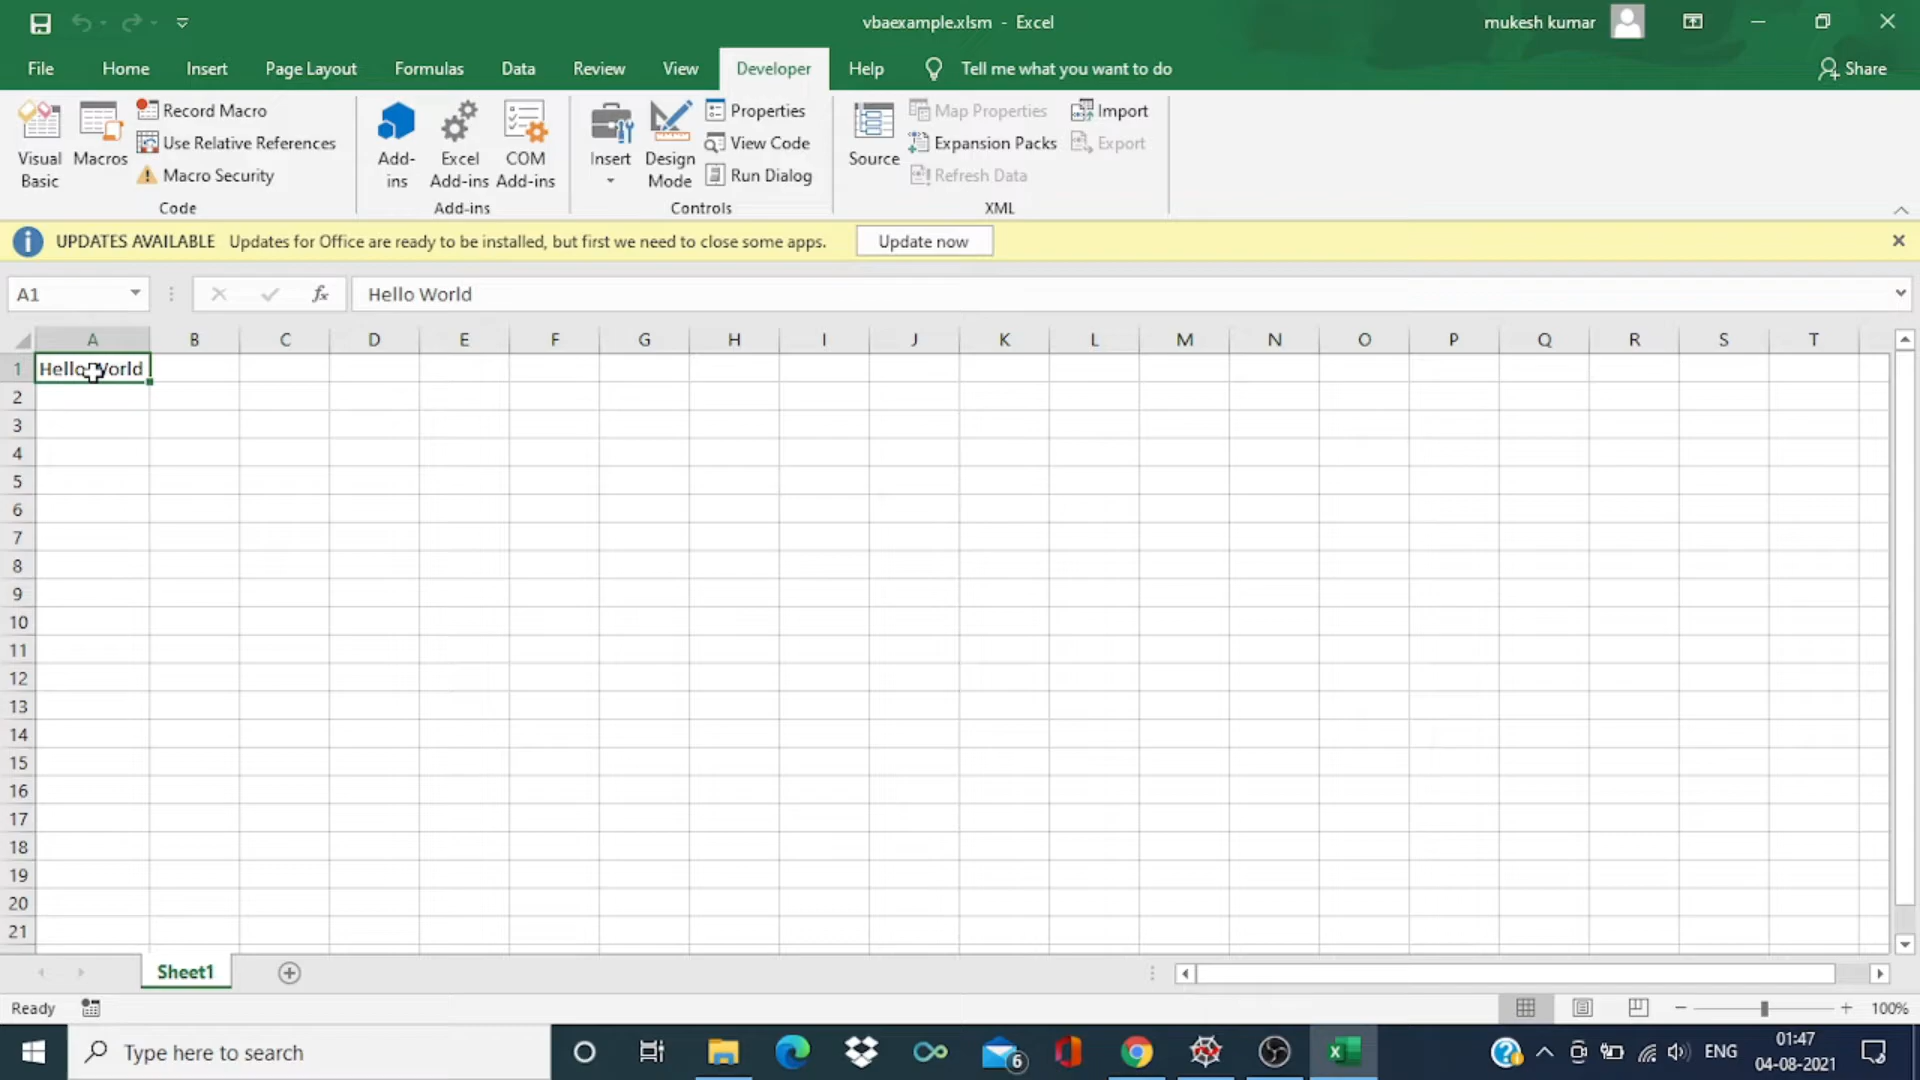 vbaexample.xlsm - Excel
mukesh kumar
File Home Insert Page Layout Formulas Data Review View Developer Help Tell me what you want to do Share
Visual Basic
Macros
Record Macro
Use Relative References
Macro Security
Code
Add-ins
Excel Add-ins
COM Add-ins
Add-ins
Insert
Design Mode
Properties
View Code
Run Dialog
Controls
Source
Map Properties
Expansion Packs
Refresh Data
Import
Export
XML
UPDATES AVAILABLE Updates for Office are ready to be installed, but first we need to close some apps. Update now
A1 fx Hello World
A B C D E F G H I J K L M N O P Q R S T
1 Hello World
2
3
4
5
6
7
8
9
10
11
12
13
14
15
16
17
18
19
20
21
Sheet1
Ready 100%
Type here to search
6
ENG
01:47
04-08-2021